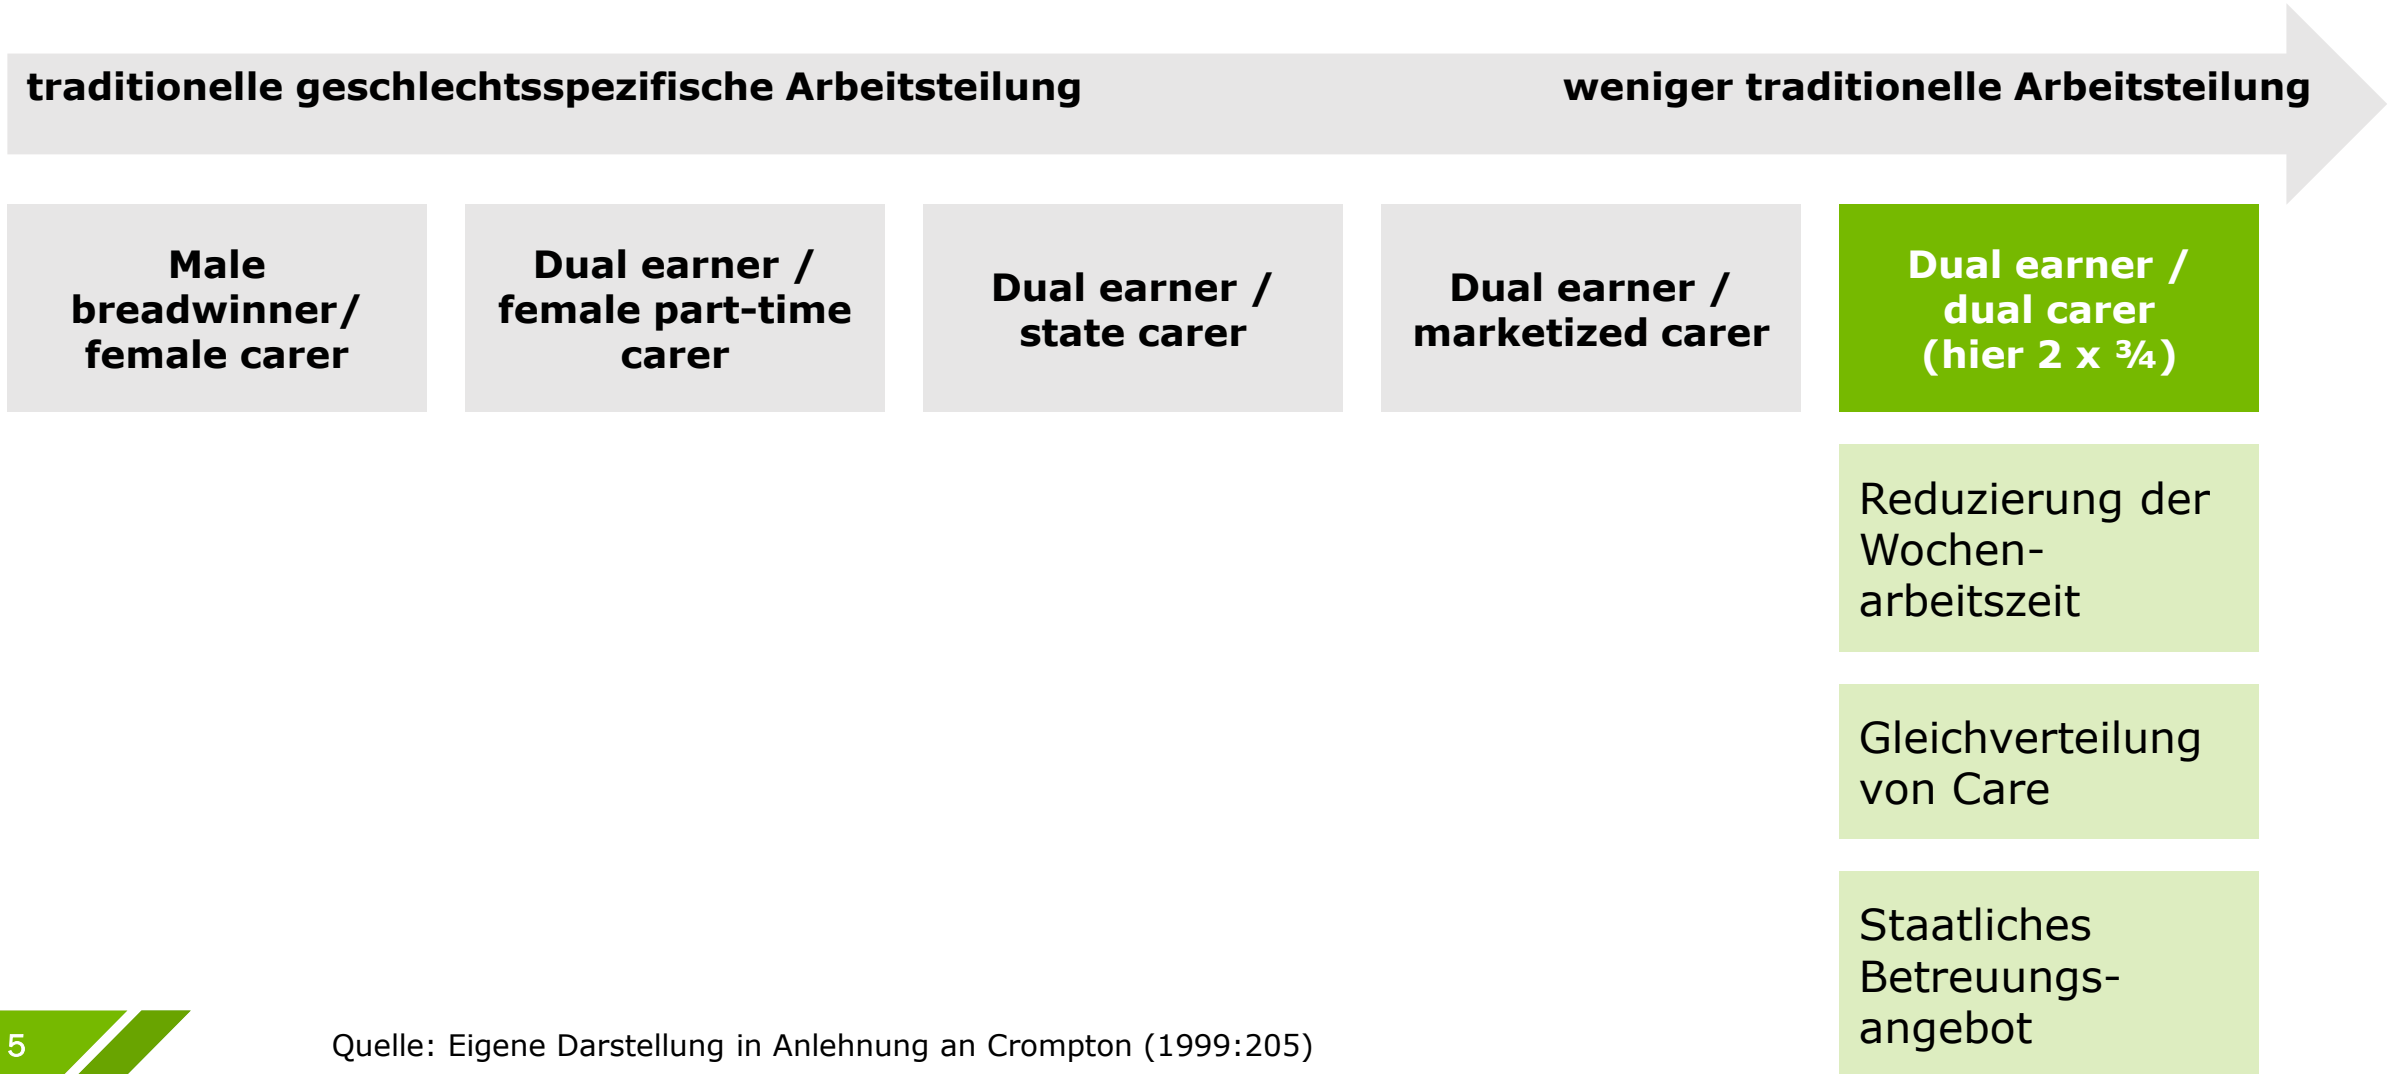 traditionelle geschlechtsspezifische Arbeitsteilung
weniger traditionelle Arbeitsteilung
Male
breadwinner/
female carer
Dual earner /
female part-time
carer
Dual earner /
state carer
Dual earner /
marketized carer
Dual earner /
dual carer
(hier 2 x ¾)
Reduzierung der
Wochen-
arbeitszeit
Gleichverteilung
von Care
Staatliches
Betreuungs-
angebot
5
Quelle: Eigene Darstellung in Anlehnung an Crompton (1999:205)